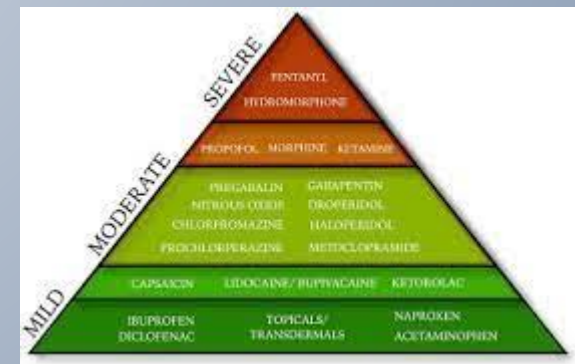 SEVERE
FENTANYL
HYDROMORPHONE
PROPOFOL MORPHINE KETAMINE
MODERATE
PREGABALIN GABAPENTIN
NITROUS OXIDE DROPERIDOL
CHLORPROMAZINE HALOPERIDOL
PROCHLORPERAZINE METOCLOPRAMIDE
MILD
CAPSAICIN LIDOCAINE/BUPIVACAINE KETOROLAC
IBUPROFEN TOPICALS/ NAPROXEN
DICLOFENAC TRANSDERMALS ACETAMINOPHEN